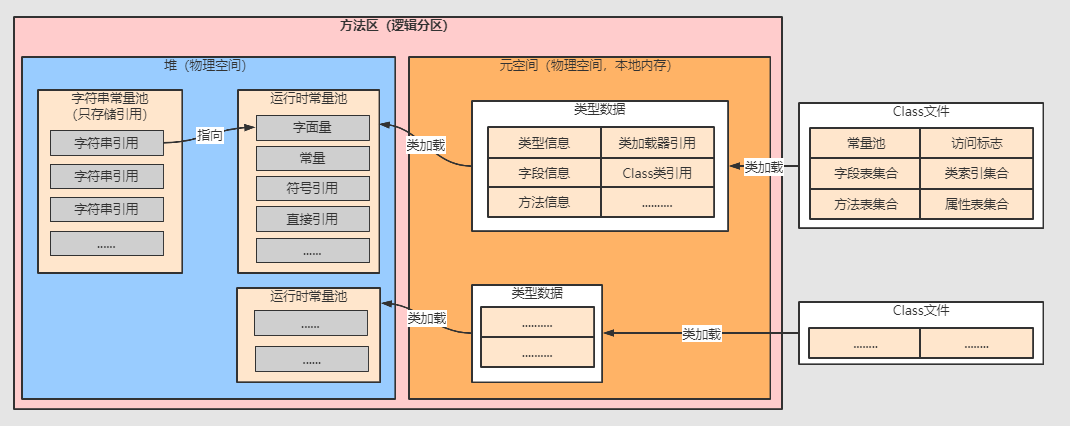 方法区（逻辑分区）
堆（物理空间）
字符串常量池
（只存储引用）
字符串引用
字符串引用
字符串引用
......
指向
运行时常量池
字面量
常量
符号引用
直接引用
......
运行时常量池
......
......
类加载
类加载
元空间（物理空间，本地内存）
类型数据
类型信息
类加载器引用
字段信息
Class类引用
方法信息
..........
类型数据
..........
..........
类加载
类加载
Class文件
常量池
访问标志
字段表集合
类索引集合
方法表集合
属性表集合
Class文件
........
........